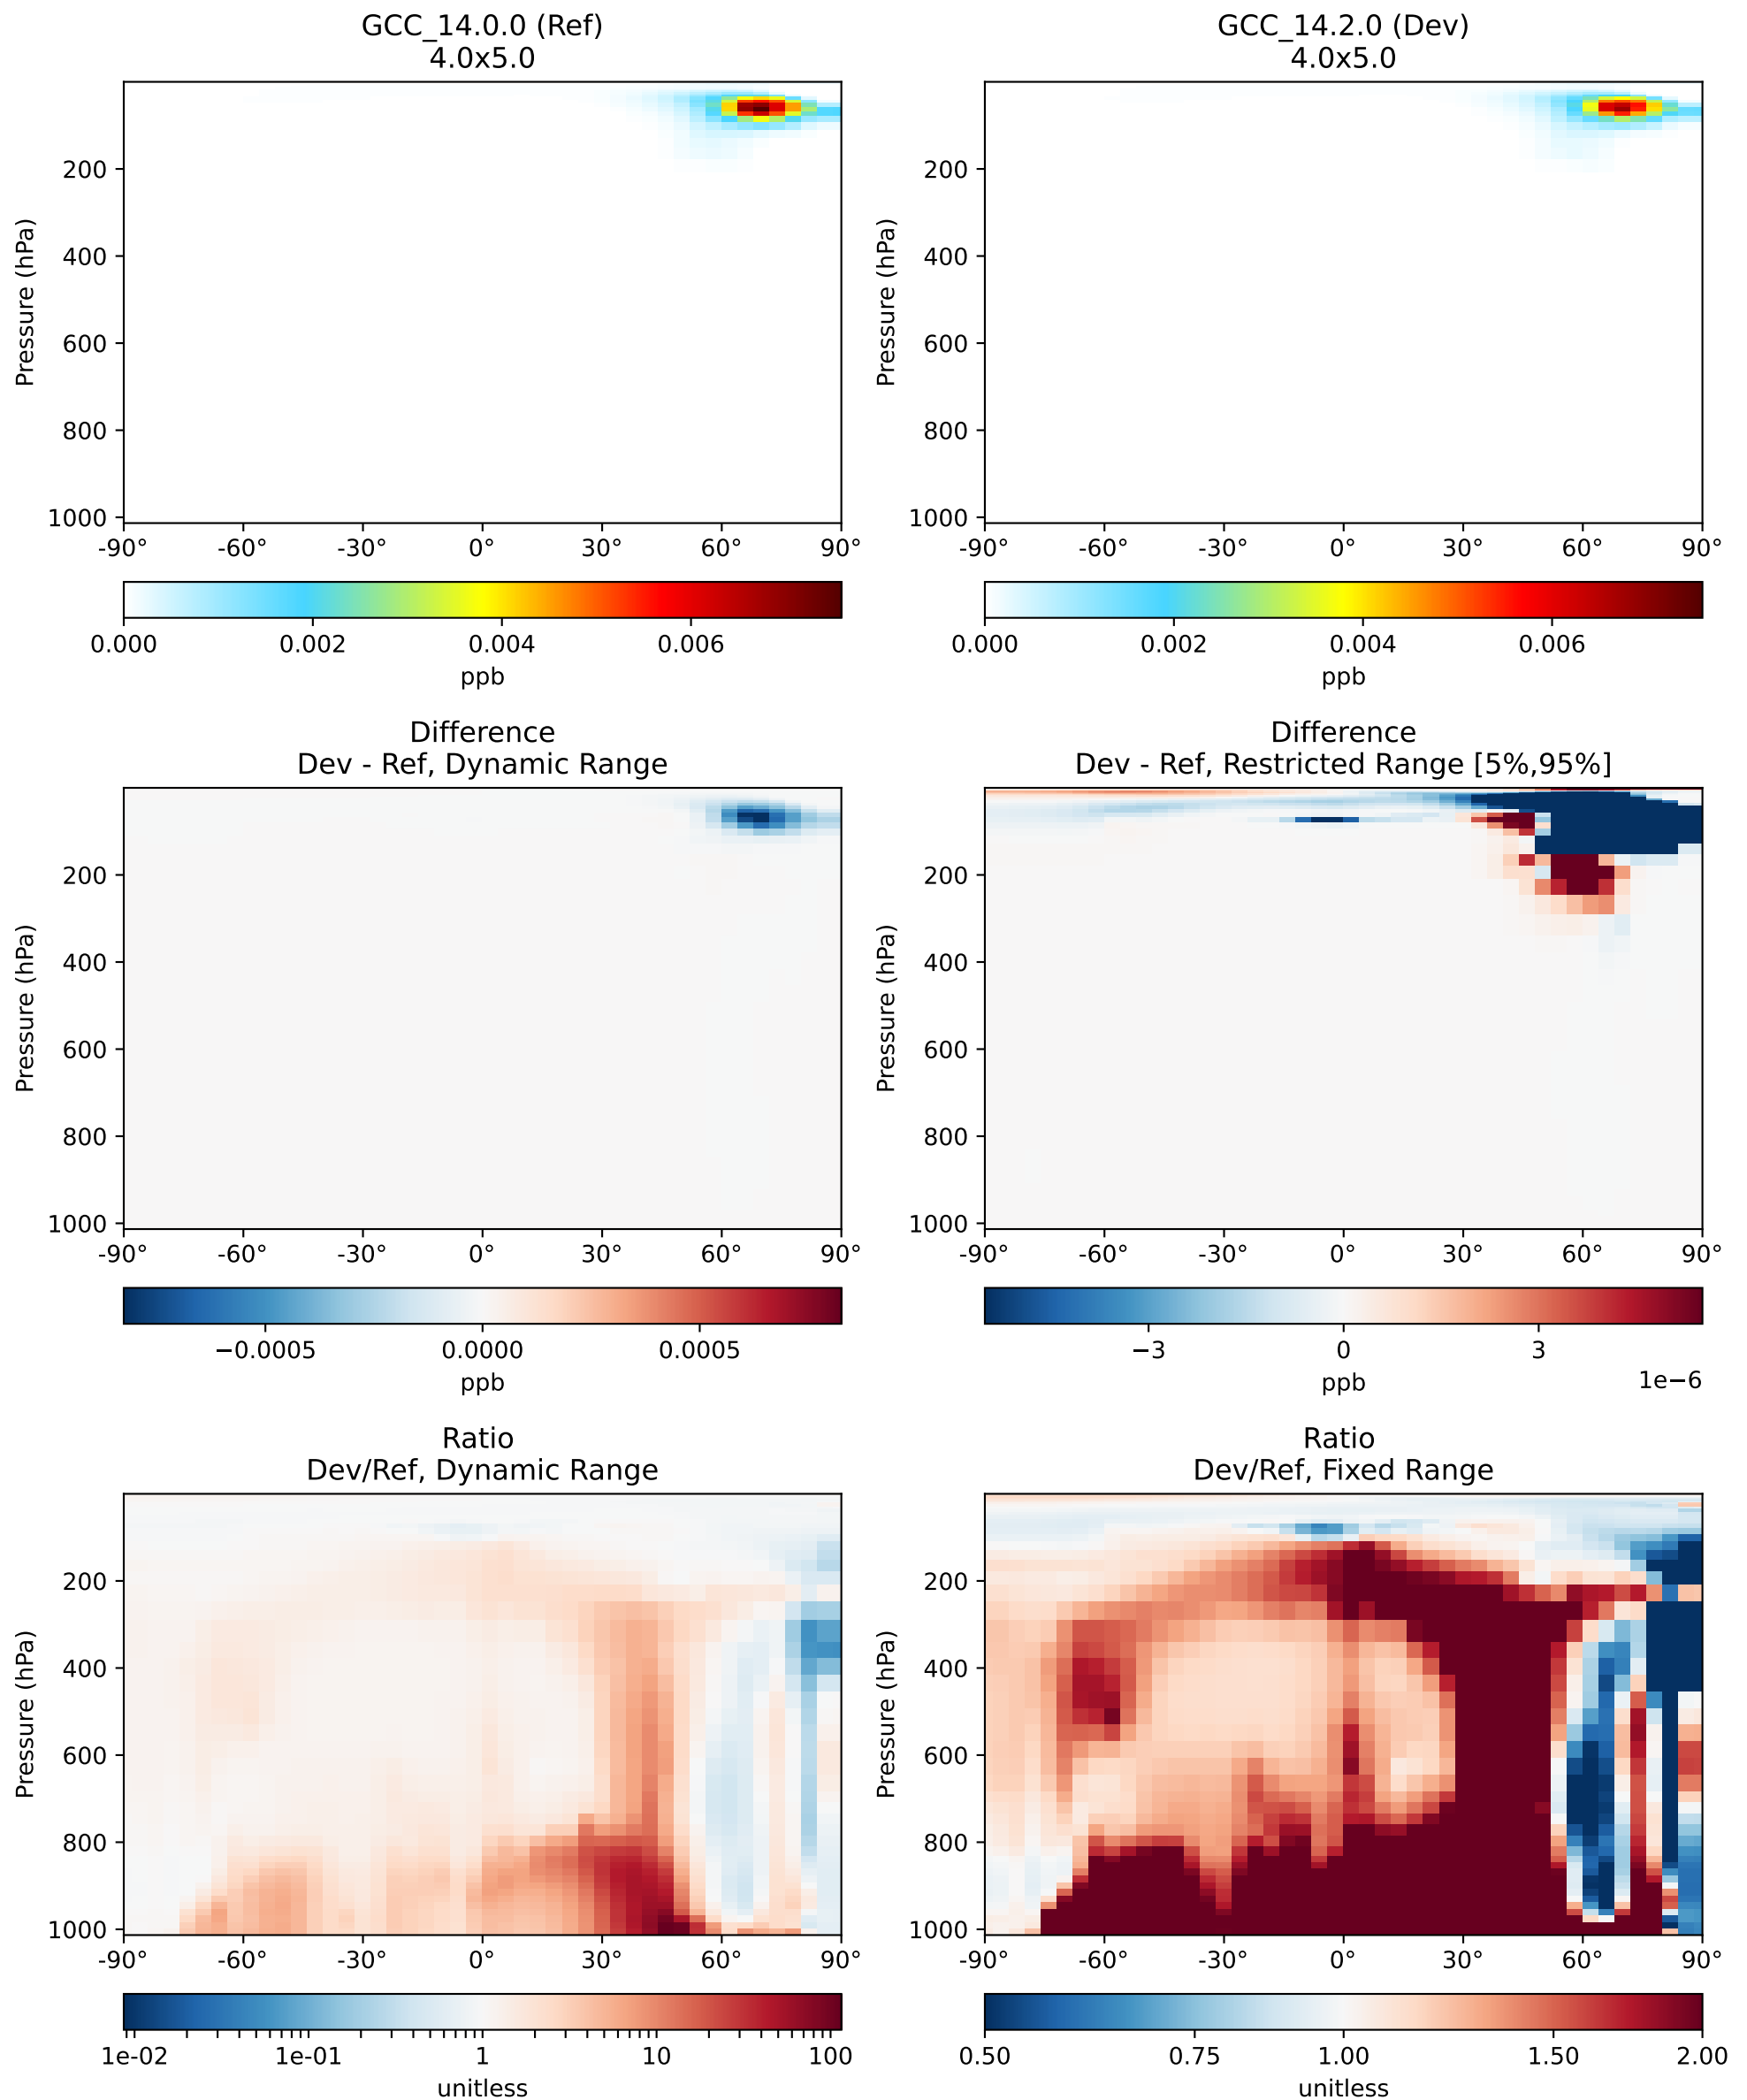 GCC_14.0.0 (Ref)
4.0x5.0
GCC_14.2.0 (Dev)
4.0x5.0
Pressure (hPa)
200
400
600
800
1000
-90° -60° -30° 0° 30° 60° 90°
0.000 0.002 0.004 0.006
ppb
Pressure (hPa)
200
400
600
800
1000
-90° -60° -30° 0° 30° 60° 90°
0.000 0.002 0.004 0.006
ppb
Difference
Dev - Ref, Dynamic Range
Pressure (hPa)
200
400
600
800
1000
-90° -60° -30° 0° 30° 60° 90°
−0.0005 0.0000 0.0005
ppb
Difference
Dev - Ref, Restricted Range [5%,95%]
Pressure (hPa)
200
400
600
800
1000
-90° -60° -30° 0° 30° 60° 90°
−3 0 3
ppb
1e−6
Ratio
Dev/Ref, Dynamic Range
Pressure (hPa)
200
400
600
800
1000
-90° -60° -30° 0° 30° 60° 90°
1e-02 1e-01 1 10 100
unitless
Ratio
Dev/Ref, Fixed Range
Pressure (hPa)
200
400
600
800
1000
-90° -60° -30° 0° 30° 60° 90°
0.50 0.75 1.00 1.50 2.00
unitless